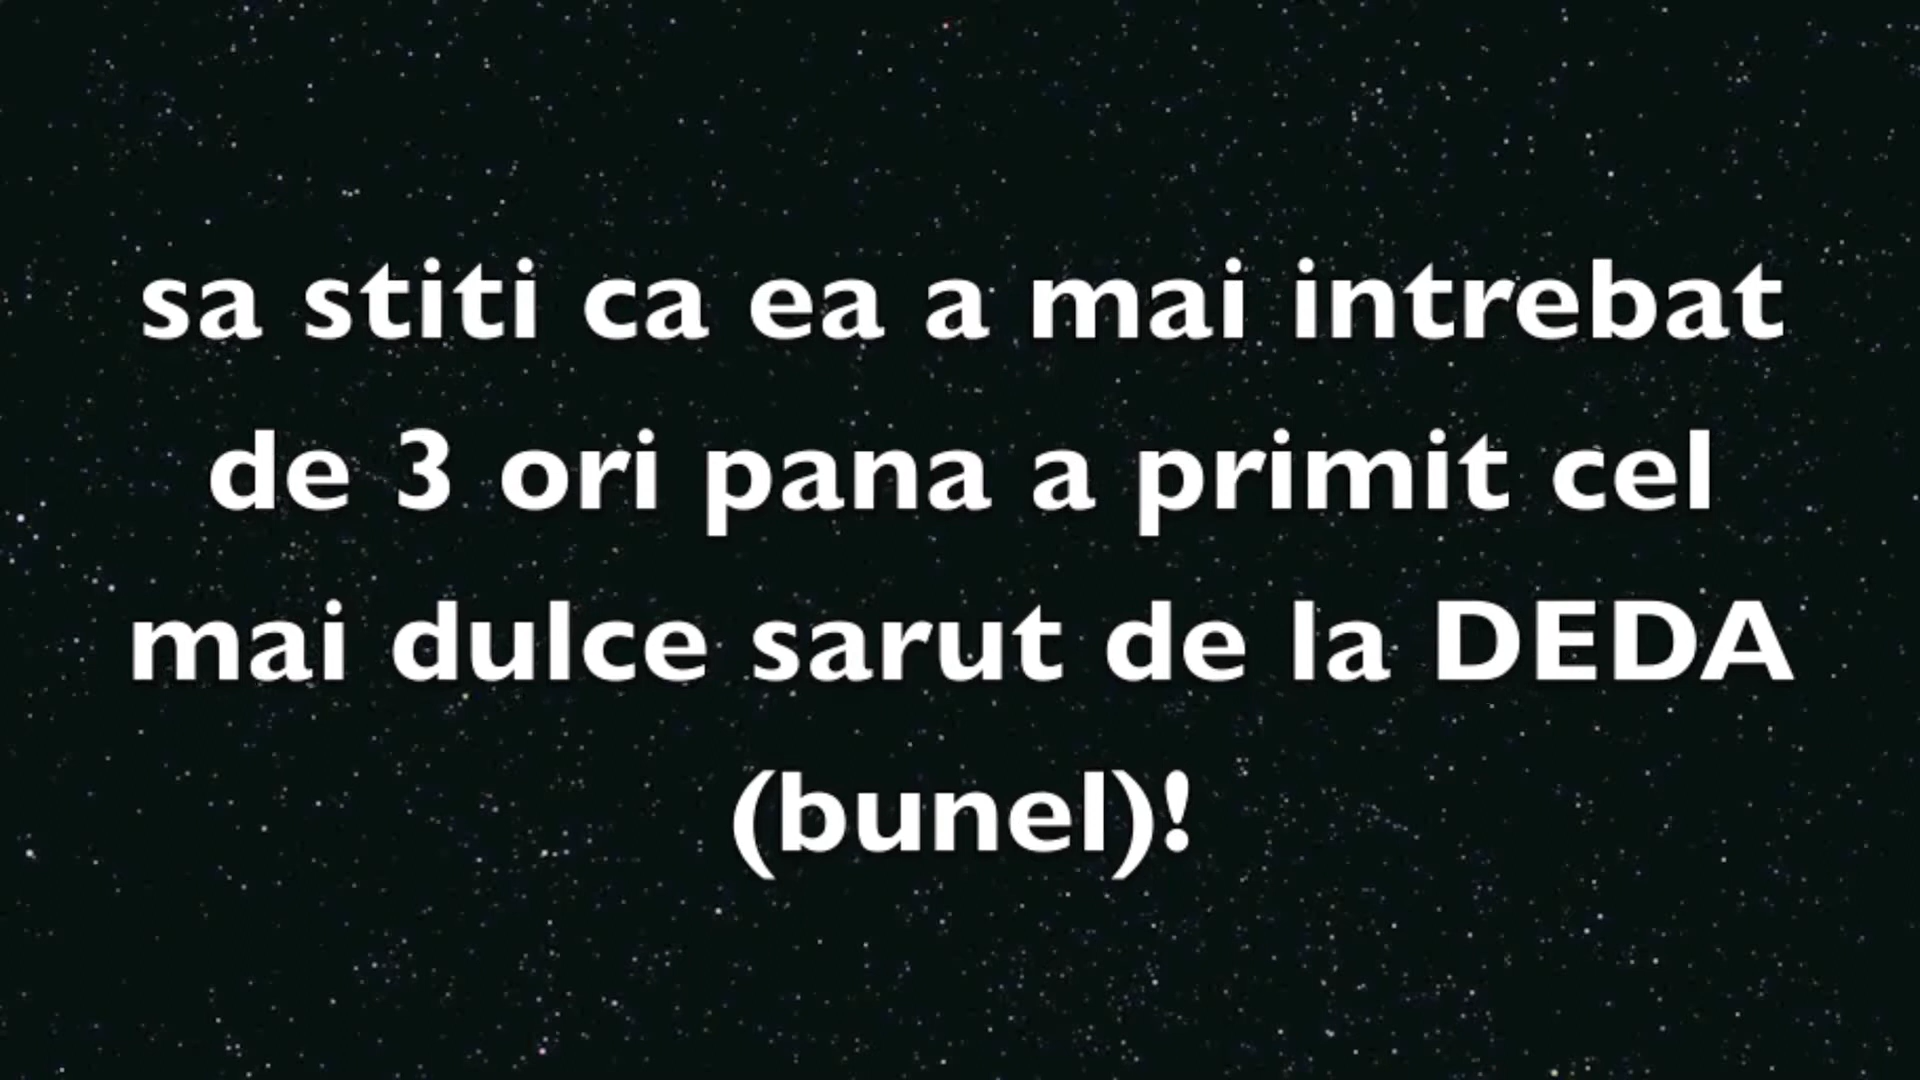 sa stiti ca ea a mai intrebat
de 3 ori pana a primit cel
mai dulce sarut de la DEDA
(bunel)!